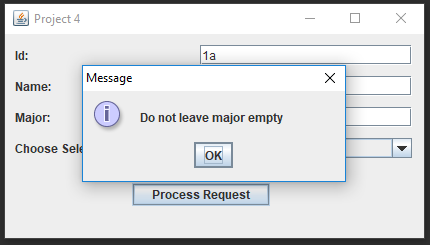 Project 4
Id: 1a
Message
Name:
Do not leave major empty
Major:
OK
Choose Sele
Process Request